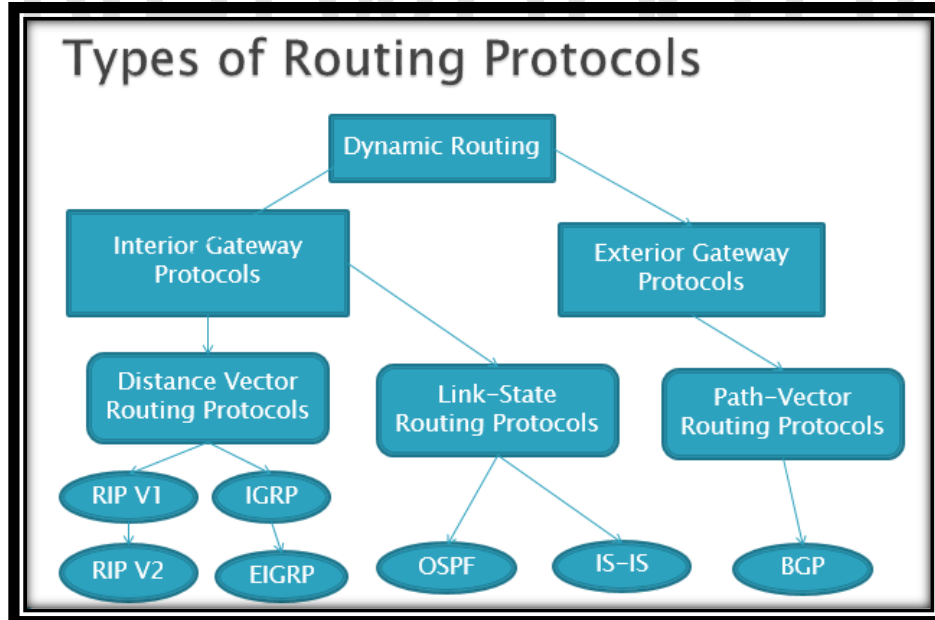 Types of Routing Protocols
Dynamic Routing
Interior Gateway
Protocols
Exterior Gateway
Protocols
Distance Vector
Routing Protocols
Link-State
Routing Protocols
Path-Vector
Routing Protocols
RIP V1
IGRP
RIP V2
EIGRP
OSPF
IS-IS
BGP